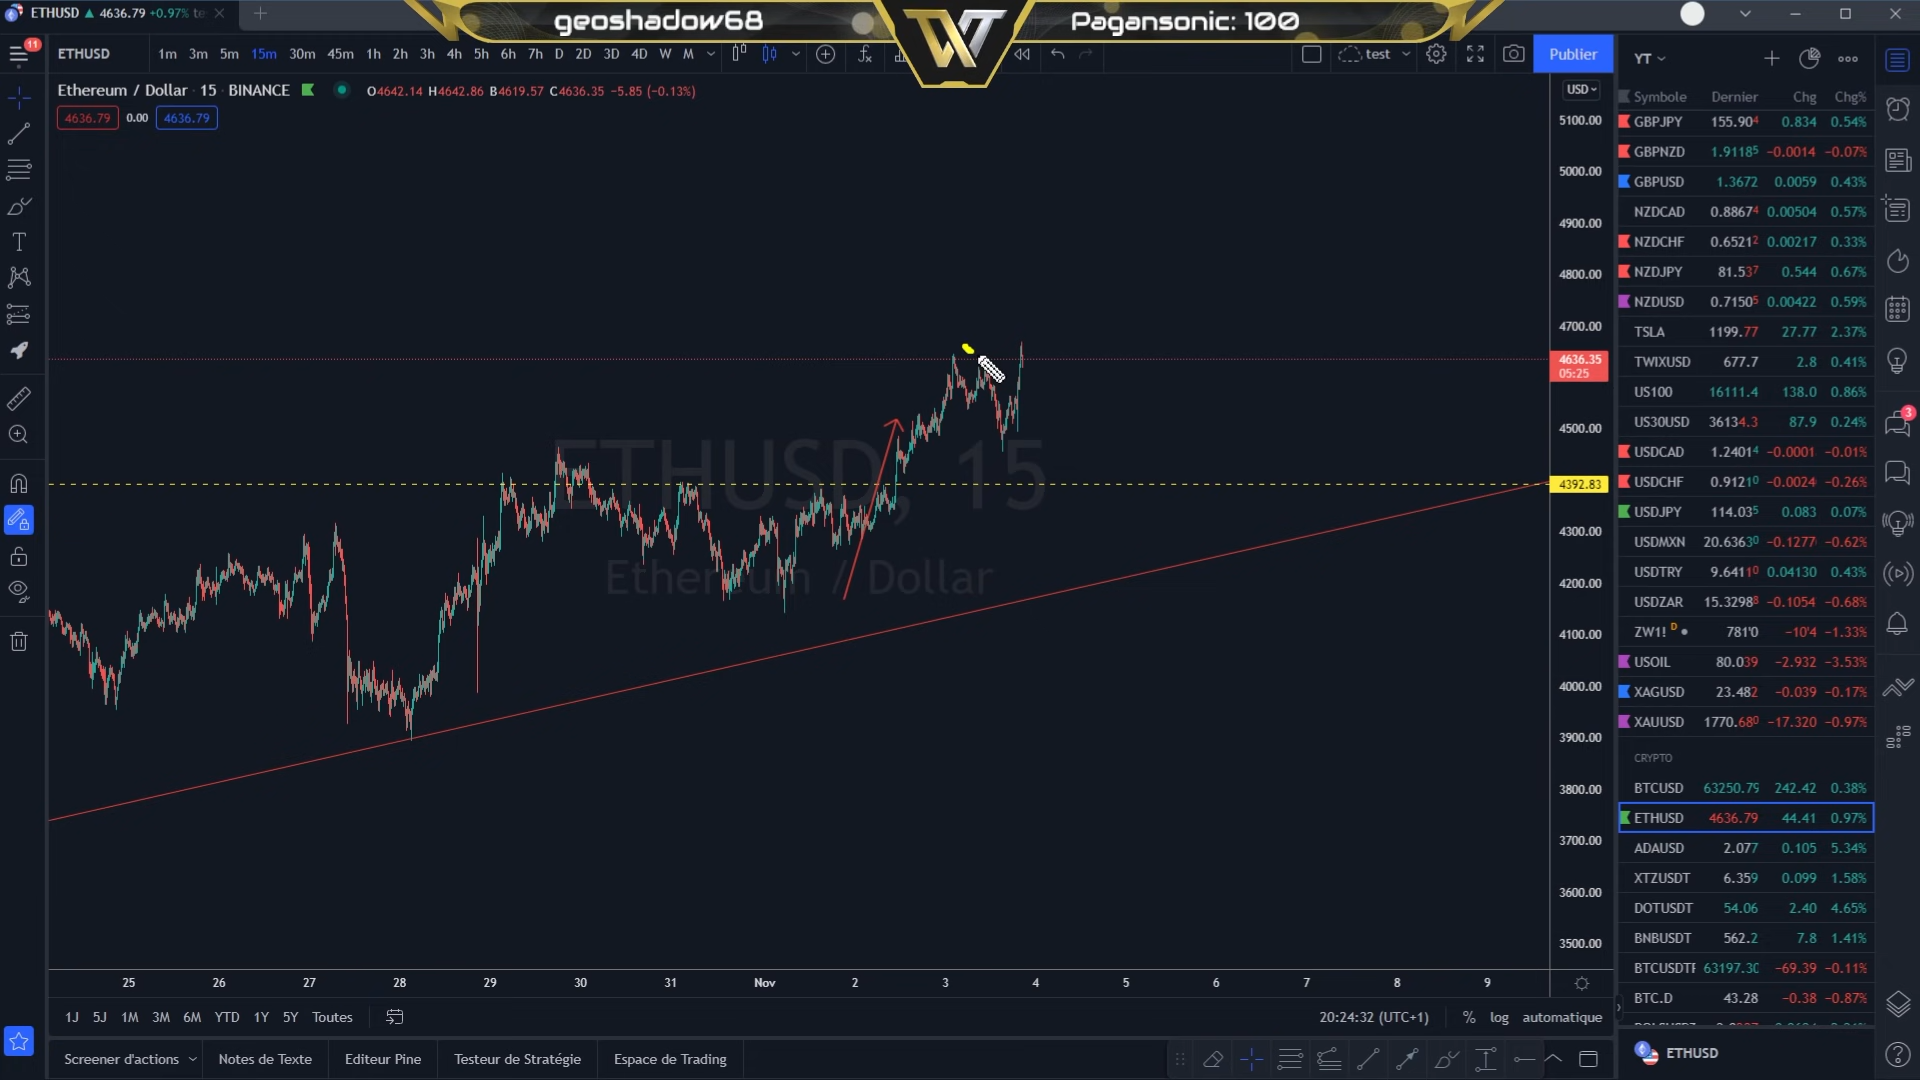 ETHUSD ▲ 4636.79 +0.97% te
geoshadow68
Pagansonic: 100
11
ETHUSD 1m 3m 5m 15m 30m 45m 1h 2h 3h 4h 5h 6h 7h D 2D 3D 4D W M
test
Publier
YT
Ethereum / Dollar · 15 · BINANCE O4642.14 H4642.86 B4619.57 C4636.35 −5.85 (−0.13%)
4636.79 0.00 4636.79
USD
Symbole Dernier Chg Chg%
GBPJPY 155.904 0.834 0.54%
GBPNZD 1.91185 −0.0014 −0.07%
GBPUSD 1.3672 0.0059 0.43%
NZDCAD 0.88674 0.00504 0.57%
NZDCHF 0.65212 0.00217 0.33%
NZDJPY 81.537 0.544 0.67%
NZDUSD 0.71505 0.00422 0.59%
TSLA 1199.77 27.77 2.37%
TWIXUSD 677.7 2.8 0.41%
US100 16111.4 138.0 0.86%
US30USD 36134.3 87.9 0.24%
USDCAD 1.24014 −0.0001 −0.01%
USDCHF 0.91210 −0.0024 −0.26%
USDJPY 114.035 0.083 0.07%
USDMXN 20.63630 −0.1277 −0.62%
USDTRY 9.64110 0.04130 0.43%
USDZAR 15.32988 −0.1054 −0.68%
ZW1! D 781'0 −10'4 −1.33%
USOIL 80.039 −2.932 −3.53%
XAGUSD 23.482 −0.039 −0.17%
XAUUSD 1770.680 −17.320 −0.97%
CRYPTO
BTCUSD 63250.79 242.42 0.38%
ETHUSD 4636.79 44.41 0.97%
ADAUSD 2.077 0.105 5.34%
XTZUSDT 6.359 0.099 1.58%
DOTUSDT 54.06 2.40 4.65%
BNBUSDT 562.2 7.8 1.41%
BTCUSDTF 63197.30 −69.39 −0.11%
BTC.D 43.28 −0.38 −0.87%
ETHUSD
3
5100.00
5000.00
4900.00
4800.00
4700.00
4636.35
05:25
4500.00
4392.83
4300.00
4200.00
4100.00
4000.00
3900.00
3800.00
3700.00
3600.00
3500.00
ETHUSD, 15
Ethereum / Dollar
25 26 27 28 29 30 31 Nov 2 3 4 5 6 7 8 9
1J 5J 1M 3M 6M YTD 1Y 5Y Toutes
20:24:32 (UTC+1) % log automatique
Screener d'actions Notes de Texte Editeur Pine Testeur de Stratégie Espace de Trading